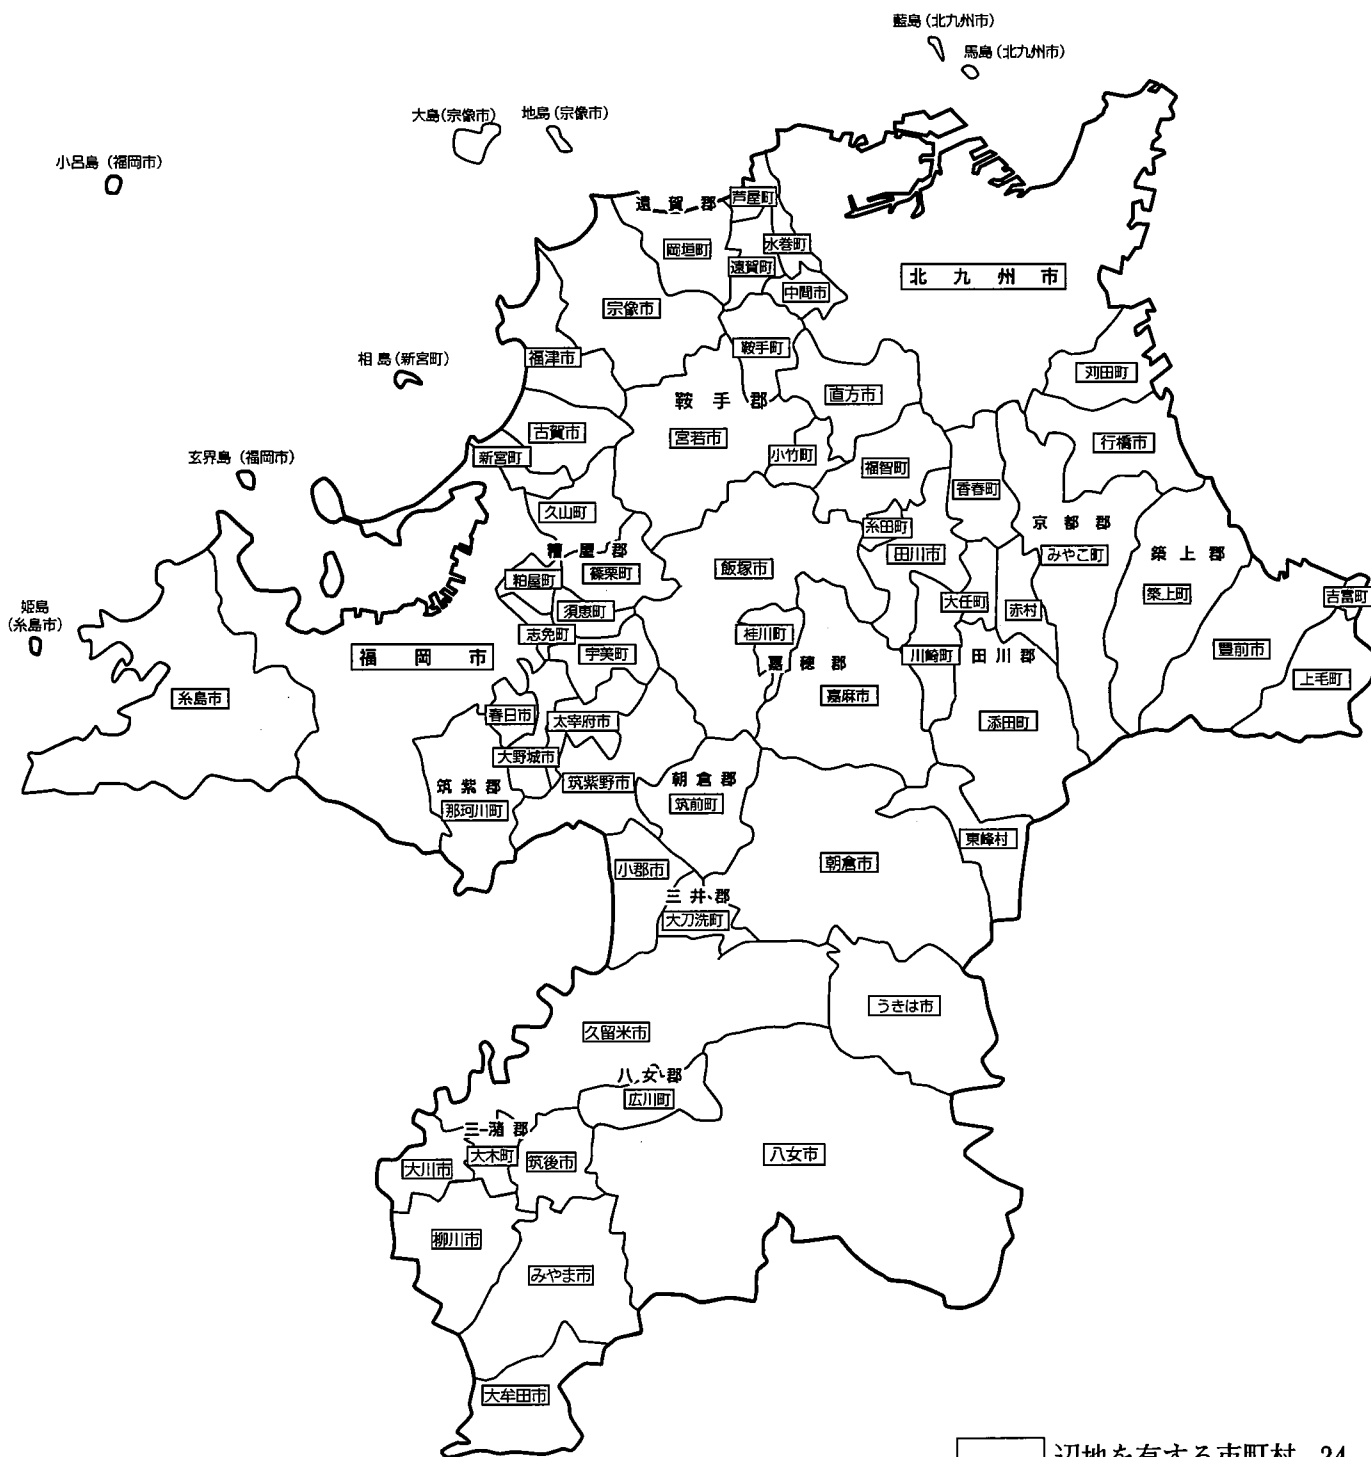 藍島(北九州市)
馬島(北九州市)
大島(宗像市)
地島(宗像市)
小呂島(福岡市)
遠賀郡
芦屋町
岡垣町
水巻町
遠賀町
中間市
北九州市
宗像市
相島(新宮町)
福津市
鞍手町
苅田町
鞍手郡
直方市
古賀市
宮若市
行橋市
玄界島(福岡市)
新宮町
小竹町
福智町
香春町
久山町
糸田町
京都郡
糟屋郡
田川市
みやこ町
築上郡
粕屋町
篠栗町
飯塚市
築上町
吉富町
姫島
(糸島市)
須恵町
大任町
赤村
志免町
桂川町
福岡市
宇美町
嘉穂郡
川崎町
田川郡
豊前市
上毛町
糸島市
嘉麻市
春日市
太宰府市
添田町
大野城市
筑紫郡
筑紫野市
朝倉郡
那珂川町
筑前町
東峰村
小郡市
朝倉市
三井郡
大刀洗町
うきは市
久留米市
八女郡
広川町
三潴郡
大木町
筑後市
八女市
大川市
柳川市
みやま市
大牟田市
辺地を有する市町村 24